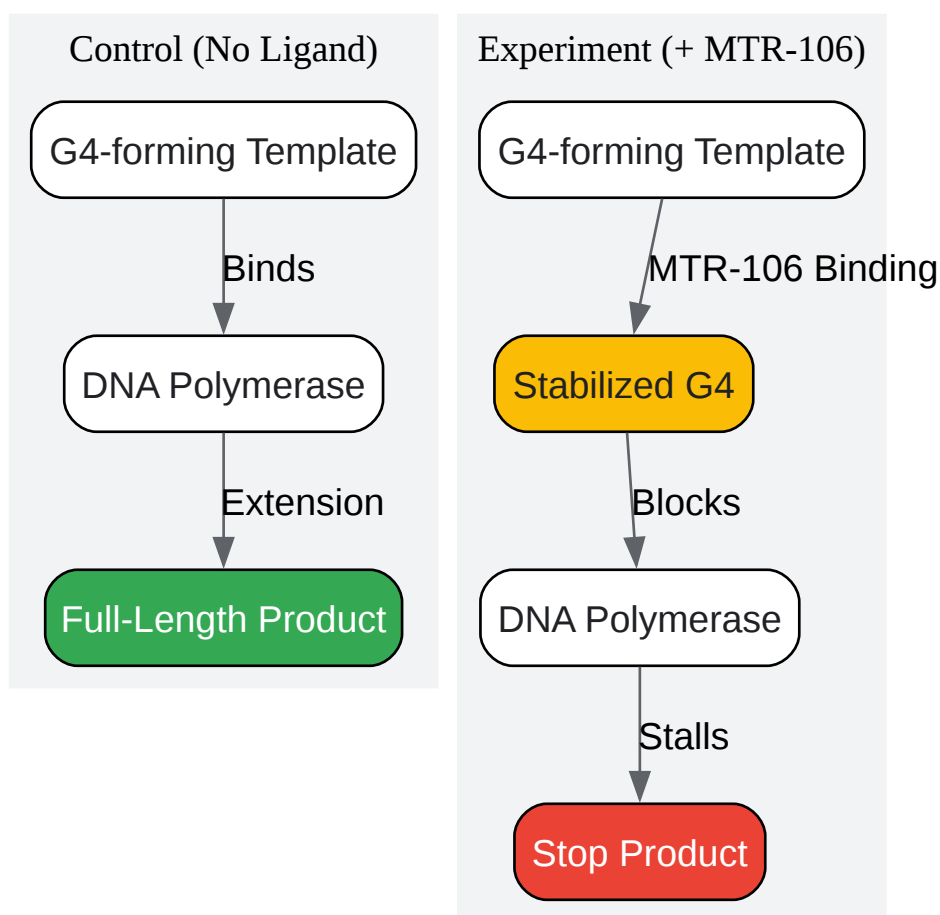 Control (No Ligand)
G4-forming Template
Binds
DNA Polymerase
Extension
Full-Length Product
Experiment (+ MTR-106)
G4-forming Template
MTR-106 Binding
Stabilized G4
Blocks
DNA Polymerase
Stalls
Stop Product